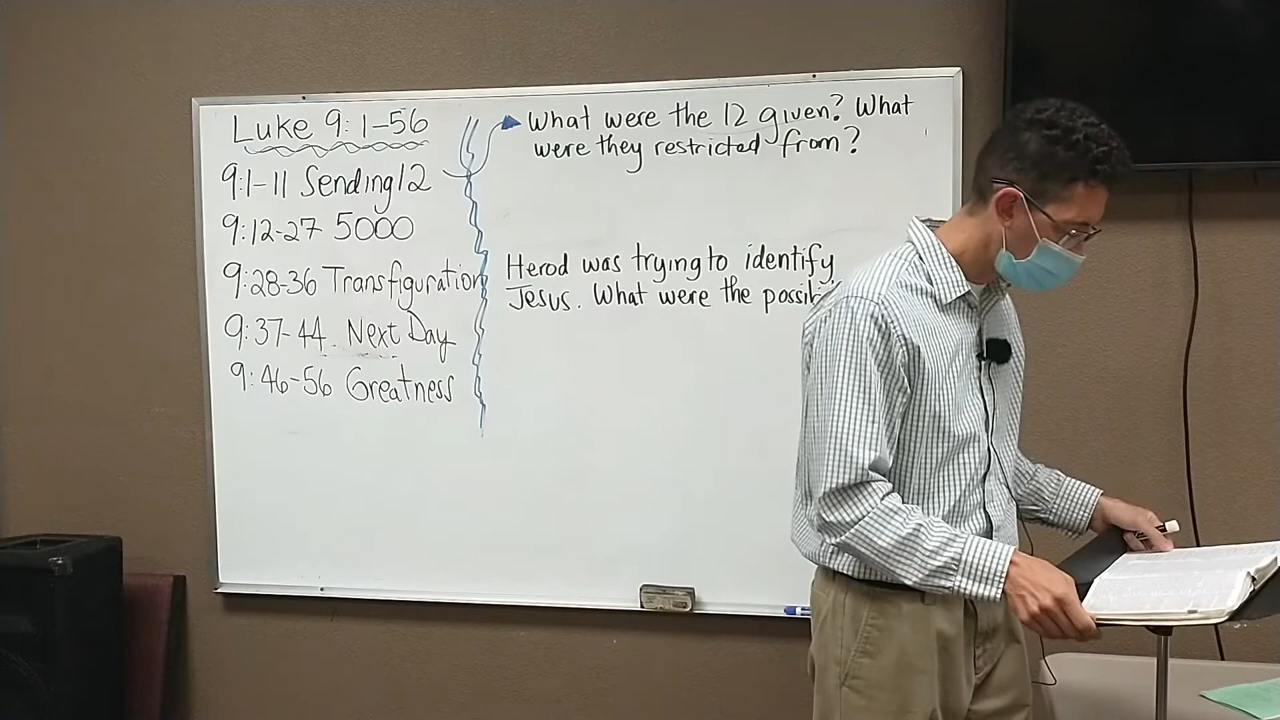 Luke 9:1-56
9:1-11 Sending 12
9:12-27 5000
9:28-36 Transfiguration
9:37-44 Next Day
9:46-56 Greatness
What were the 12 given? What
were they restricted from?
Herod was trying to identify
Jesus. What were the